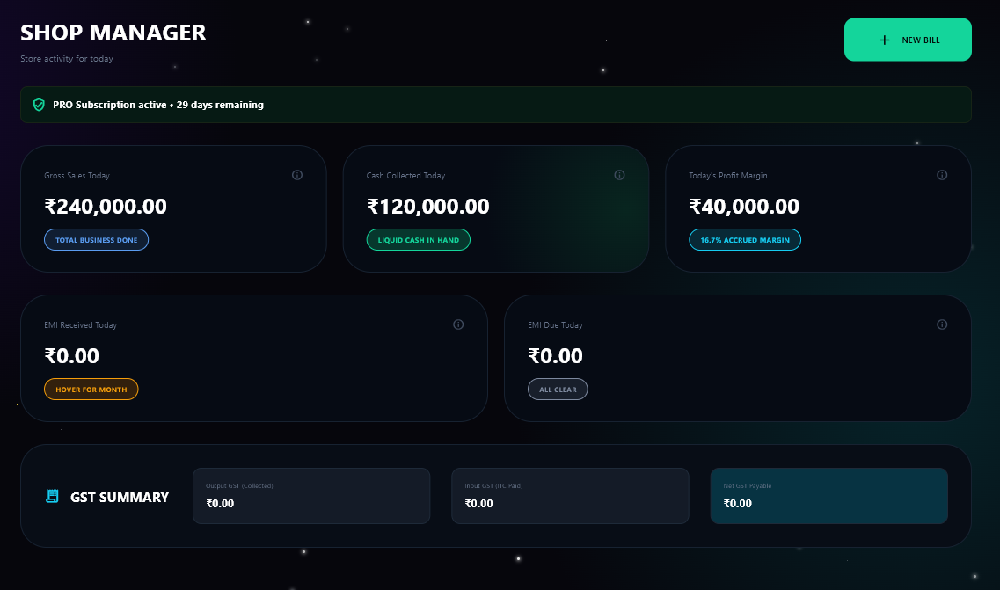 SHOP MANAGER
Store activity for today
NEW BILL
PRO Subscription active • 29 days remaining
Gross Sales Today
₹240,000.00
TOTAL BUSINESS DONE
Cash Collected Today
₹120,000.00
LIQUID CASH IN HAND
Today's Profit Margin
₹40,000.00
16.7% ACCRUED MARGIN
EMI Received Today
₹0.00
HOVER FOR MONTH
EMI Due Today
₹0.00
ALL CLEAR
GST SUMMARY
Output GST (Collected)
₹0.00
Input GST (ITC Paid)
₹0.00
Net GST Payable
₹0.00